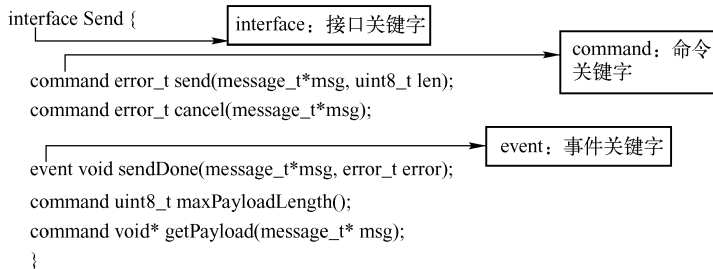 interface Send {
interface：接口关键字
command：命令
关键字
command error_t send(message_t*msg, uint8_t len);
command error_t cancel(message_t*msg);
event：事件关键字
event void sendDone(message_t*msg, error_t error);
command uint8_t maxPayloadLength();
command void* getPayload(message_t* msg);
}